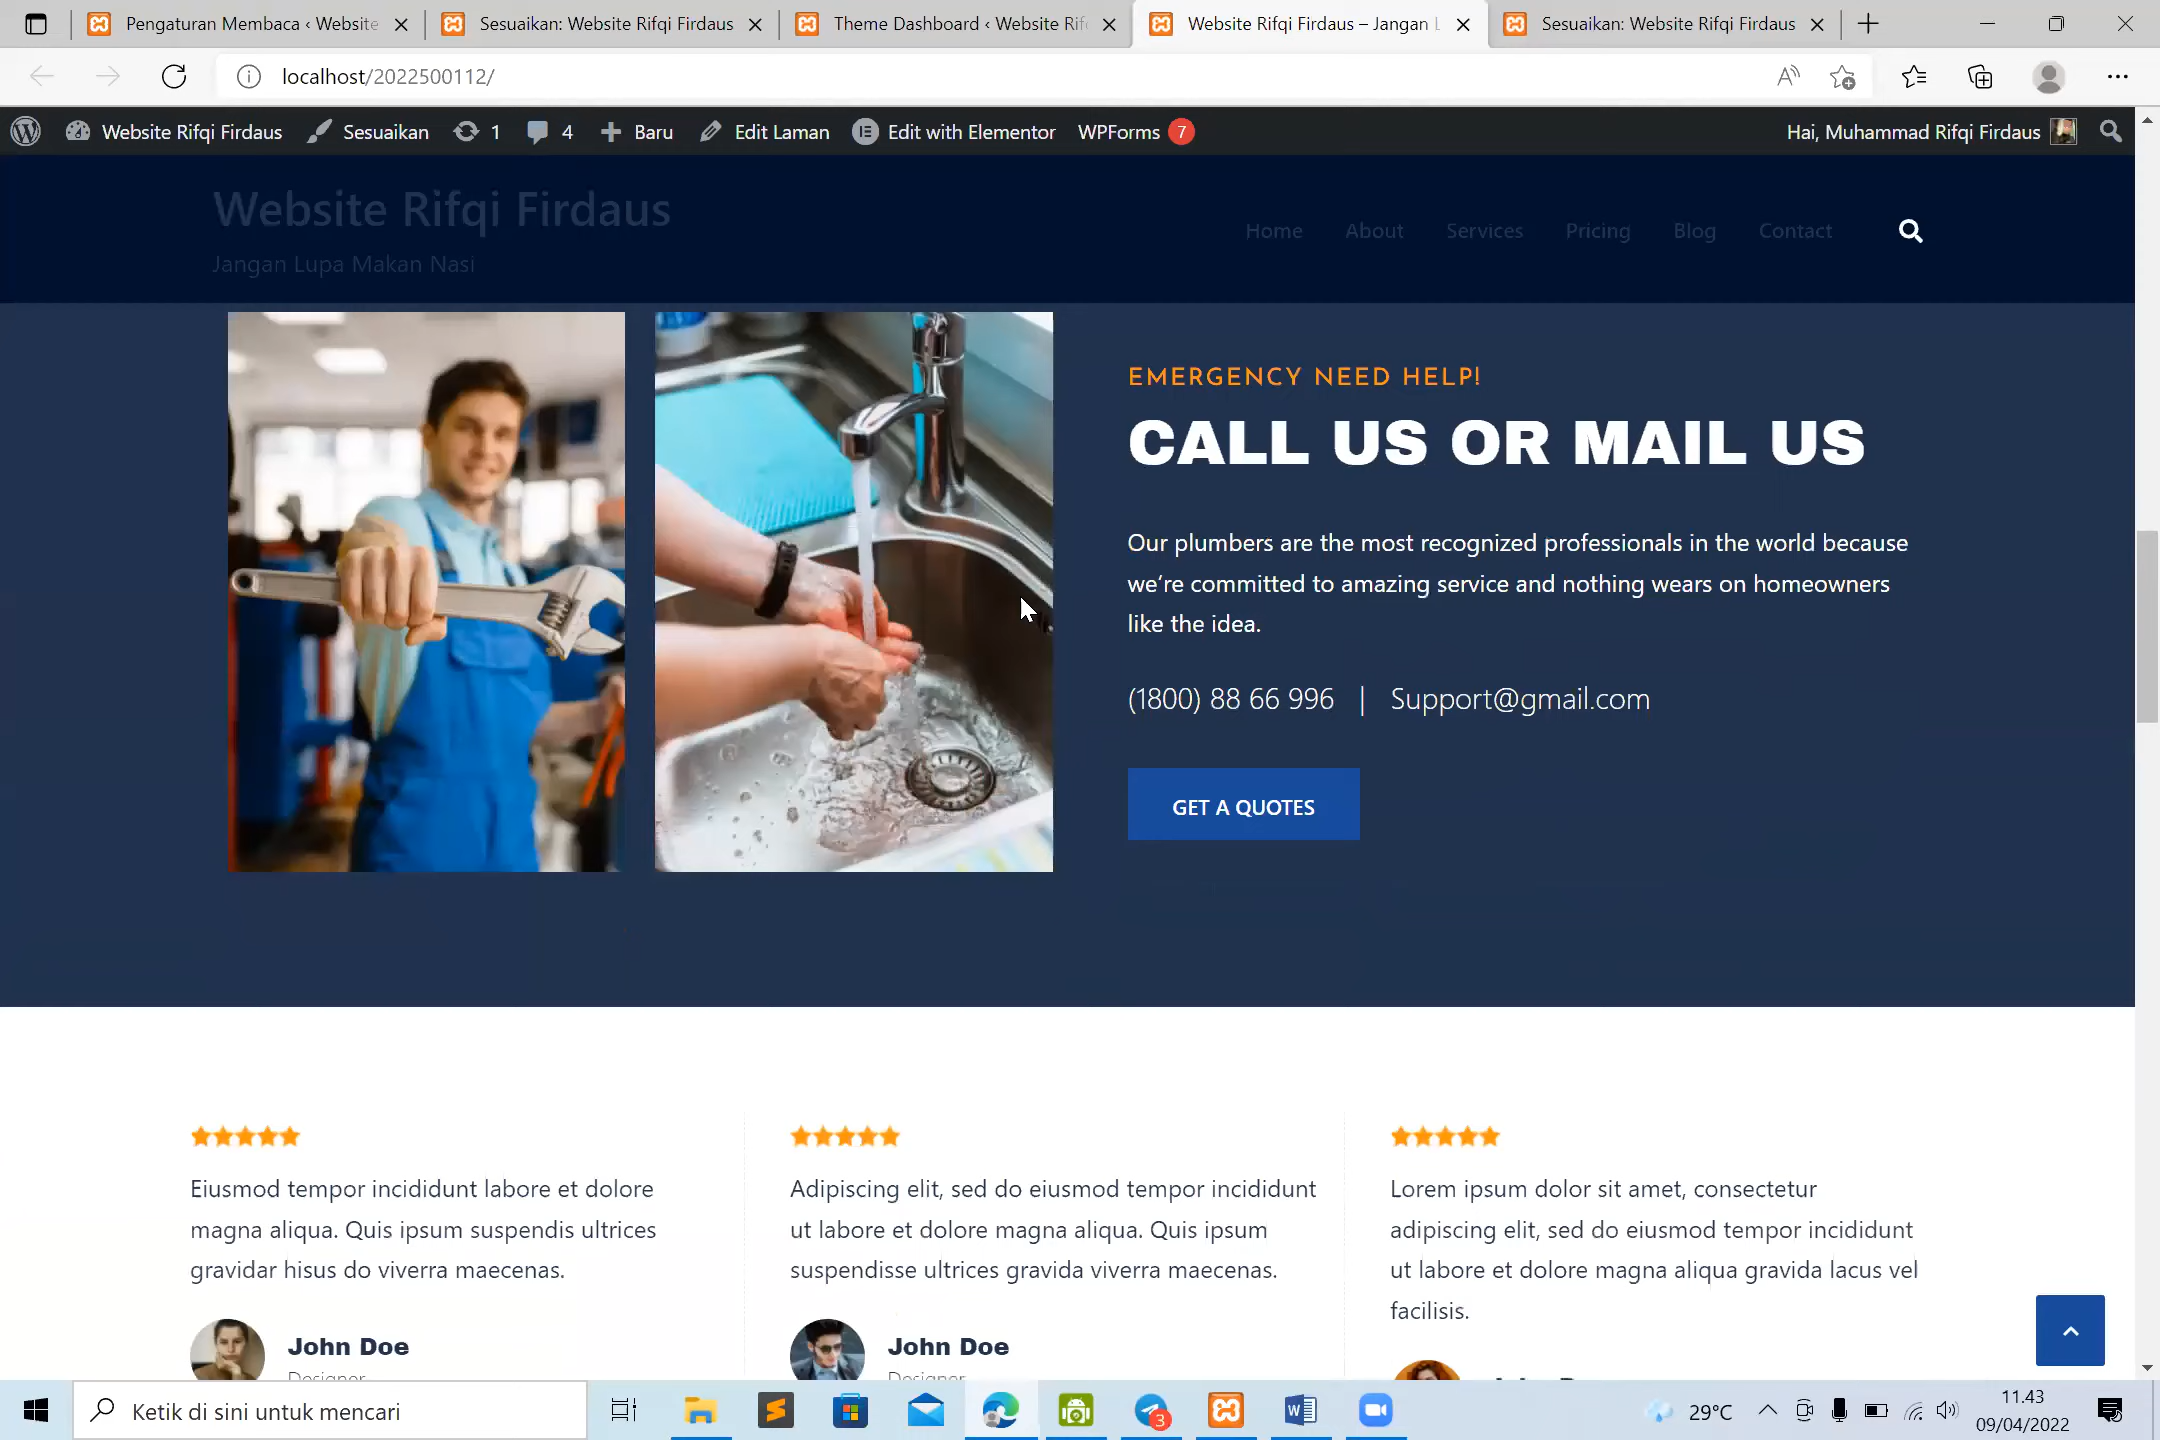 Pengaturan Membaca ‹ Website
Sesuaikan: Website Rifqi Firdaus
Theme Dashboard ‹ Website Rif
Website Rifqi Firdaus – Jangan L
Sesuaikan: Website Rifqi Firdaus
localhost/2022500112/
Website Rifqi Firdaus
Sesuaikan
1
4
Baru
Edit Laman
Edit with Elementor
WPForms 7
Hai, Muhammad Rifqi Firdaus
Website Rifqi Firdaus
Jangan Lupa Makan Nasi
Home About Services Pricing Blog Contact
EMERGENCY NEED HELP!
CALL US OR MAIL US
Our plumbers are the most recognized professionals in the world because
we’re committed to amazing service and nothing wears on homeowners
like the idea.
(1800) 88 66 996 | Support@gmail.com
GET A QUOTES
Eiusmod tempor incididunt labore et dolore
magna aliqua. Quis ipsum suspendis ultrices
gravidar hisus do viverra maecenas.
John Doe
Designer
Adipiscing elit, sed do eiusmod tempor incididunt
ut labore et dolore magna aliqua. Quis ipsum
suspendisse ultrices gravida viverra maecenas.
John Doe
Designer
Lorem ipsum dolor sit amet, consectetur
adipiscing elit, sed do eiusmod tempor incididunt
ut labore et dolore magna aliqua gravida lacus vel
facilisis.
Ketik di sini untuk mencari
3
29°C
11.43
09/04/2022